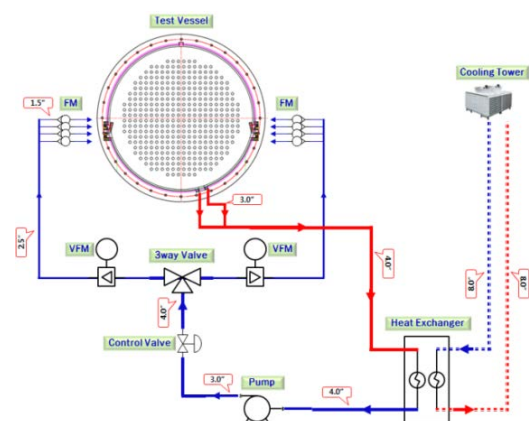 Test Vessel
Cooling Tower
1.5"
FM
FM
3.0"
2.5"
VFM
3way Valve
VFM
4.0"
8.0"
8.0"
4.0"
Heat Exchanger
Control Valve
3.0"
Pump
4.0"